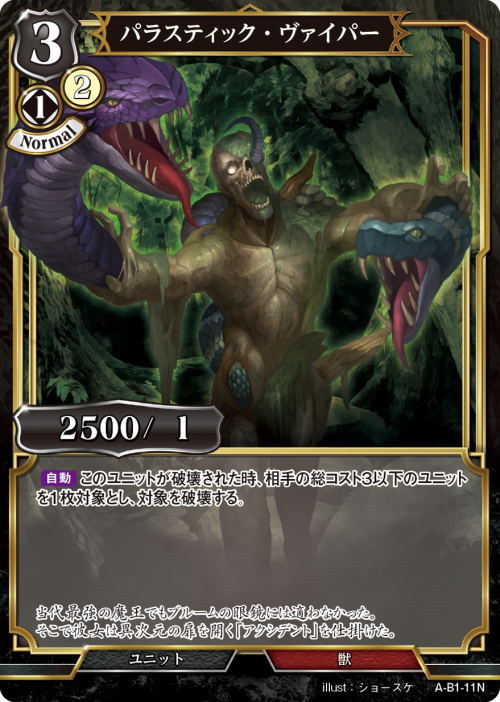 3
パラスティック・ヴァイパー
2
1
Normal
2500/ 1
自動 このユニットが破壊された時、相手の総コスト3以下のユニット
を1枚対象とし、対象を破壊する。
当代最強の魔王でもブルームの眼鏡には適わなかった。
そこで彼女は異次元の扉を開く「アクシデント」を仕掛けた。
ユニット
獣
illust：ショースケ
A-B1-11N